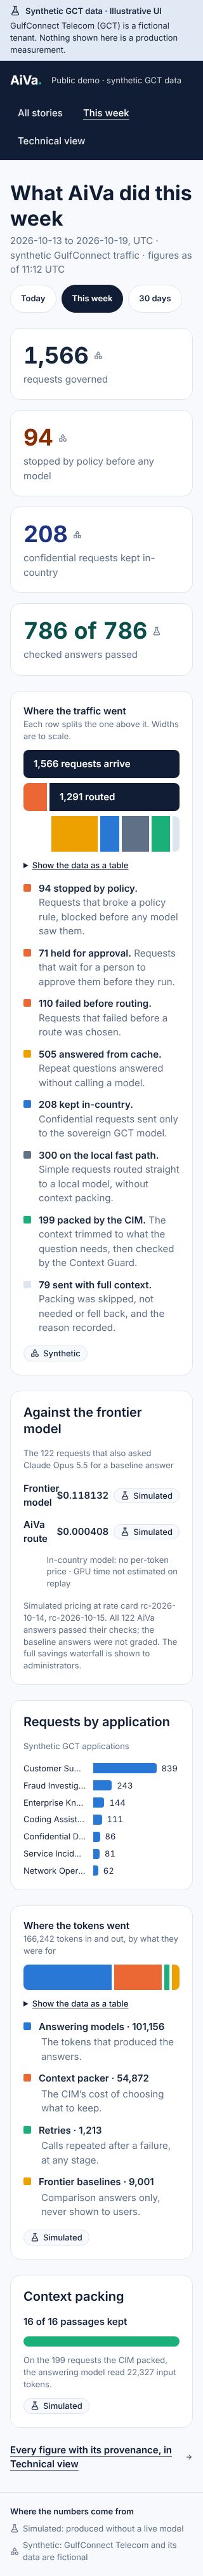 Synthetic GCT data · Illustrative UI
GulfConnect Telecom (GCT) is a fictional
tenant. Nothing shown here is a production
measurement.
AiVa.
Public demo · synthetic GCT data
All stories
This week
Technical view
What AiVa did this
week
2026-10-13 to 2026-10-19, UTC ·
synthetic GulfConnect traffic · figures as
of 11:12 UTC
Today
This week
30 days
1,566
requests governed
94
stopped by policy before any
model
208
confidential requests kept in-
country
786 of 786
checked answers passed
Where the traffic went
Each row splits the one above it. Widths
are to scale.
1,566 requests arrive
1,291 routed
Show the data as a table
94 stopped by policy.
Requests that broke a policy
rule, blocked before any model
saw them.
71 held for approval. Requests
that wait for a person to
approve them before they run.
110 failed before routing.
Requests that failed before a
route was chosen.
505 answered from cache.
Repeat questions answered
without calling a model.
208 kept in-country.
Confidential requests sent only
to the sovereign GCT model.
300 on the local fast path.
Simple requests routed straight
to a local model, without
context packing.
199 packed by the CIM. The
context trimmed to what the
question needs, then checked
by the Context Guard.
79 sent with full context.
Packing was skipped, not
needed or fell back, and the
reason recorded.
Synthetic
Against the frontier
model
The 122 requests that also asked
Claude Opus 5.5 for a baseline answer
Frontier
model
$0.118132
Simulated
AiVa
route
$0.000408
Simulated
In-country model: no per-token
price · GPU time not estimated on
replay
Simulated pricing at rate card rc-2026-
10-14, rc-2026-10-15. All 122 AiVa
answers passed their checks; the
baseline answers were not graded. The
full savings waterfall is shown to
administrators.
Requests by application
Synthetic GCT applications
Customer Su... 839
Fraud Investig... 243
Enterprise Kn... 144
Coding Assist... 111
Confidential D... 86
Service Incid... 81
Network Oper... 62
Where the tokens went
166,242 tokens in and out, by what they
were for
Show the data as a table
Answering models · 101,156
The tokens that produced the
answers.
Context packer · 54,872
The CIM's cost of choosing
what to keep.
Retries · 1,213
Calls repeated after a failure,
at any stage.
Frontier baselines · 9,001
Comparison answers only,
never shown to users.
Simulated
Context packing
16 of 16 passages kept
On the 199 requests the CIM packed,
the answering model read 22,327 input
tokens.
Simulated
Every figure with its provenance, in
Technical view →
Where the numbers come from
Simulated: produced without a live model
Synthetic: GulfConnect Telecom and its
data are fictional